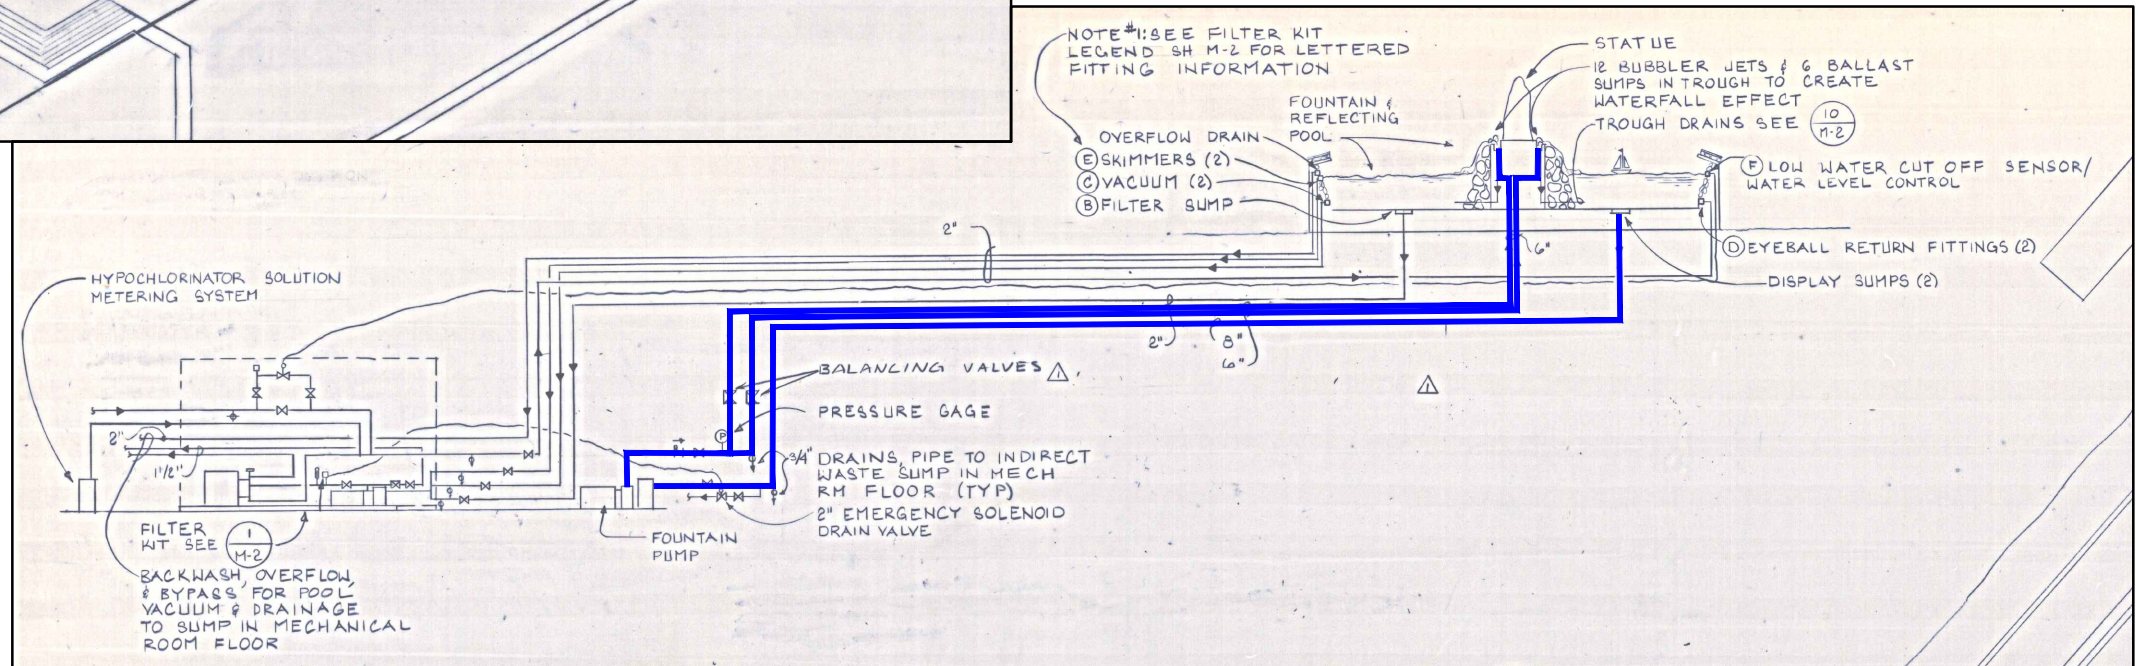 NOTE #1: SEE FILTER KIT
LEGEND SH M-2 FOR LETTERED
FITTING INFORMATION
STATUE
12 BUBBLER JETS & 6 BALLAST
SUMPS IN TROUGH TO CREATE
WATERFALL EFFECT
TROUGH DRAINS SEE 10
M-2
FOUNTAIN &
REFLECTING
POOL
OVERFLOW DRAIN
E SKIMMERS (2)
C VACUUM (2)
B FILTER SUMP
F LOW WATER CUT OFF SENSOR/
WATER LEVEL CONTROL
D EYEBALL RETURN FITTINGS (2)
DISPLAY SUMPS (2)
2"
6"
2"
8"
6"
HYPOCHLORINATOR SOLUTION
METERING SYSTEM
BALANCING VALVES 1
1
PRESSURE GAGE
P
2"
1 1/2"
3/4" DRAINS, PIPE TO INDIRECT
WASTE SUMP IN MECH
RM FLOOR (TYP)
2" EMERGENCY SOLENOID
DRAIN VALVE
FOUNTAIN
PUMP
FILTER
KIT SEE 1
M-2
BACKWASH, OVERFLOW,
& BYPASS FOR POOL
VACUUM & DRAINAGE
TO SUMP IN MECHANICAL
ROOM FLOOR